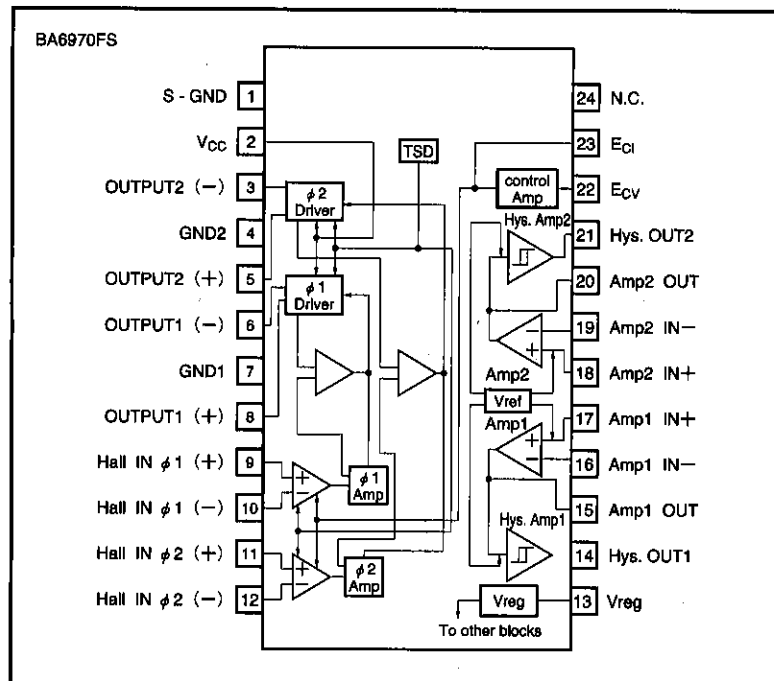 BA6970FS
S - GND 1
VCC 2
OUTPUT2 (−) 3
GND2 4
OUTPUT2 (+) 5
OUTPUT1 (−) 6
GND1 7
OUTPUT1 (+) 8
Hall IN φ1 (+) 9
Hall IN φ1 (−) 10
Hall IN φ2 (+) 11
Hall IN φ2 (−) 12
TSD
φ2
Driver
φ1
Driver
+
−
φ1
Amp
+
−
φ2
Amp
24 N.C.
23 ECI
control
Amp
22 ECV
Hys. Amp2
21 Hys. OUT2
20 Amp2 OUT
−
19 Amp2 IN−
+
18 Amp2 IN+
Amp2
Vref
Amp1
17 Amp1 IN+
+
−
16 Amp1 IN−
15 Amp1 OUT
Hys. Amp1
14 Hys. OUT1
Vreg
13 Vreg
To other blocks